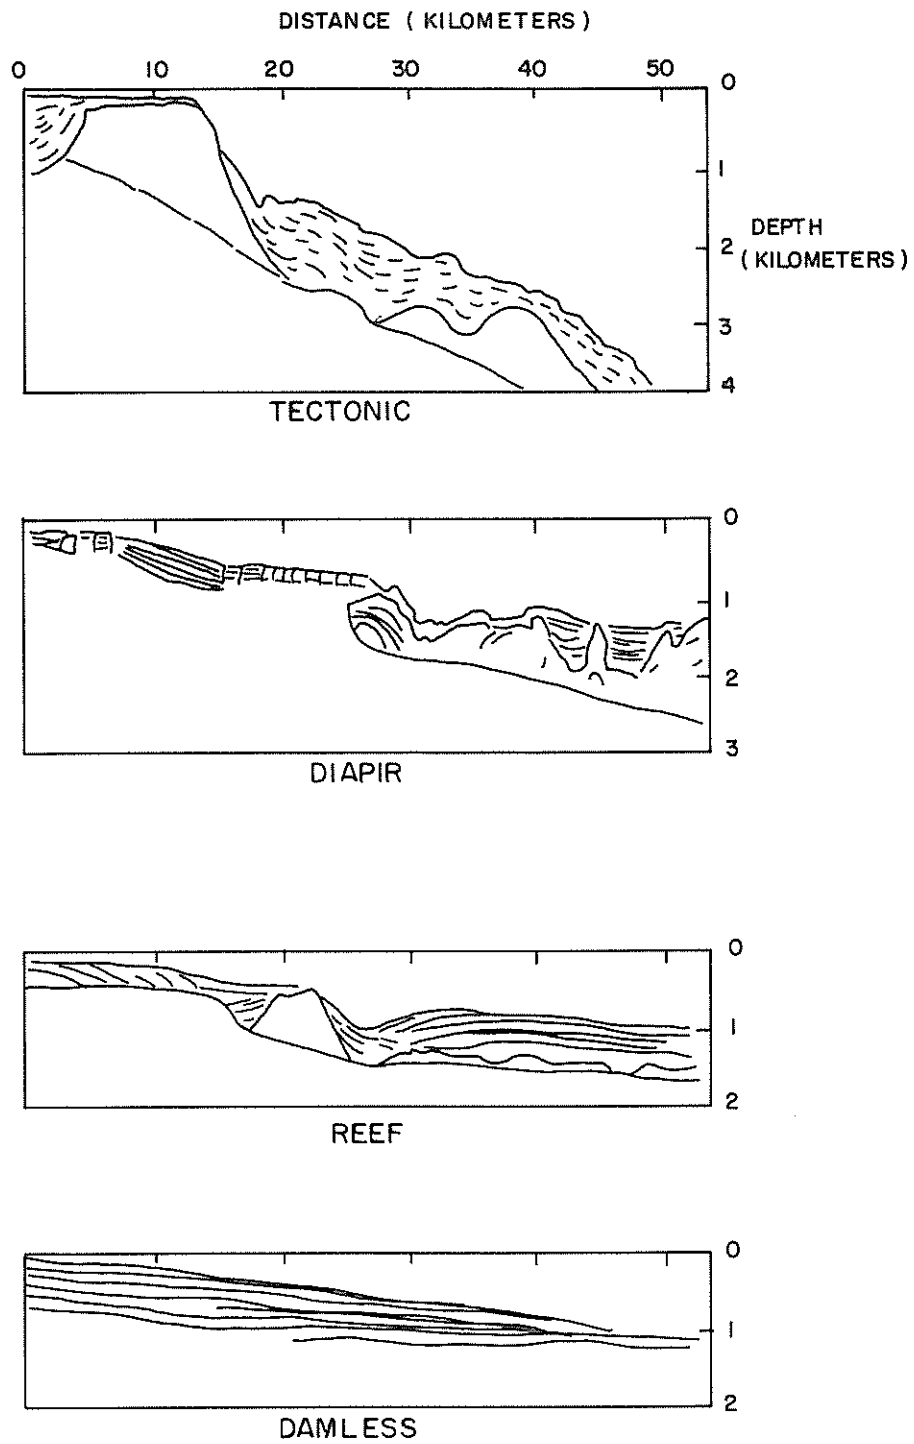 DISTANCE ( KILOMETERS )
0 10 20 30 40 50 0
1
DEPTH
2
( KILOMETERS )
3
4
TECTONIC
0
1
2
3
DIAPIR
0
1
2
REEF
0
1
2
DAMLESS